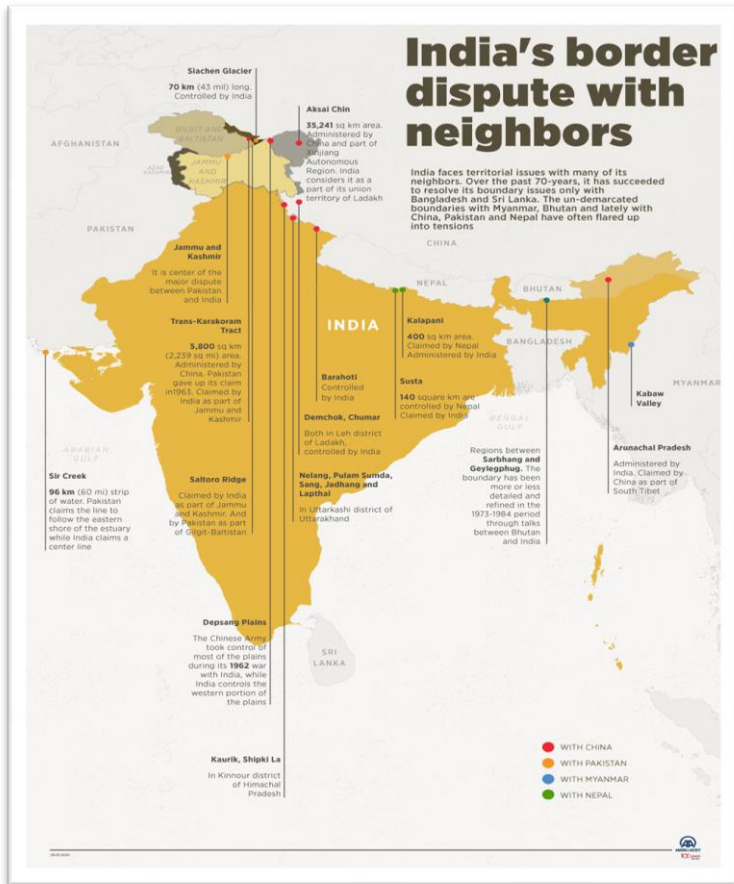 India's border
dispute with
neighbors
India faces territorial issues with many of its
neighbors. Over the past 70-years, it has succeeded
to resolve its boundary issues only with
Bangladesh and Sri Lanka. The un-demarcated
boundaries with Myanmar, Bhutan and lately with
China, Pakistan and Nepal have often flared up
into tensions
Siachen Glacier
70 km (43 mil) long.
Controlled by India
Aksai Chin
35,241 sq km area.
Administered by
China and part of
Xinjiang
Autonomous
Region. India
considers it as a
part of its union
territory of Ladakh
AFGHANISTAN
GILGIT AND
BALTISTAN
AZAD
KASHMIR
JAMMU
AND
KASHMIR
PAKISTAN
CHINA
NEPAL
BHUTAN
BANGLADESH
MYANMAR
INDIA
BENGAL
GULF
ARABIAN
GULF
SRI
LANKA
Jammu and
Kashmir
It is center of the
major dispute
between Pakistan
and India
Trans-Karakoram
Tract
5,800 sq km
(2,239 sq mi) area.
Administered by
China, Pakistan
gave up its claim
in1963. Claimed by
India as part of
Jammu and
Kashmir
Barahoti
Controlled
by India
Kalapani
400 sq km area.
Claimed by Nepal
Administered by India
Susta
140 square km are
controlled by Nepal
Claimed by India
Demchok, Chumar
Both in Leh district
of Ladakh,
controlled by India
Kabaw
Valley
Regions between
Sarbhang and
Geylegphug. The
boundary has been
more or less
detailed and
refined in the
1973-1984 period
through talks
between Bhutan
and India
Arunachal Pradesh
Administered by
India. Claimed by
China as part of
South Tibet
Sir Creek
96 km (60 mi) strip
of water. Pakistan
claims the line to
follow the eastern
shore of the estuary
while India claims a
center line
Saltoro Ridge
Claimed by India
as part of Jammu
and Kashmir. And
by Pakistan as part
of Gilgit-Baltistan
Nelang, Pulam Sumda,
Sang, Jadhang and
Lapthal
In Uttarkashi district of
Uttarakhand
Depsang Plains
The Chinese Army
took control of
most of the plains
during its 1962 war
with India, while
India controls the
western portion of
the plains
Kaurik, Shipki La
In Kinnour district
of Himachal
Pradesh
WITH CHINA
WITH PAKISTAN
WITH MYANMAR
WITH NEPAL